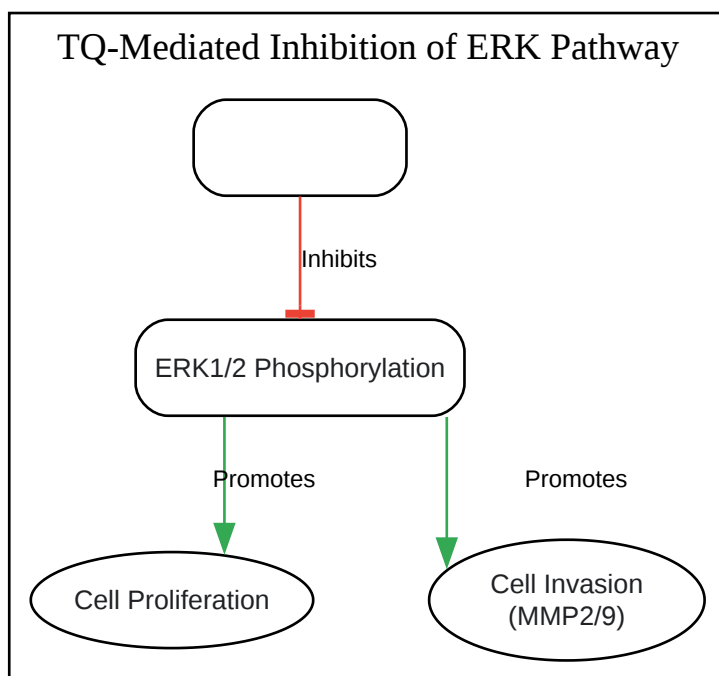 TQ-Mediated Inhibition of ERK Pathway
Inhibits
ERK1/2 Phosphorylation
Promotes
Promotes
Cell Proliferation
Cell Invasion
(MMP2/9)